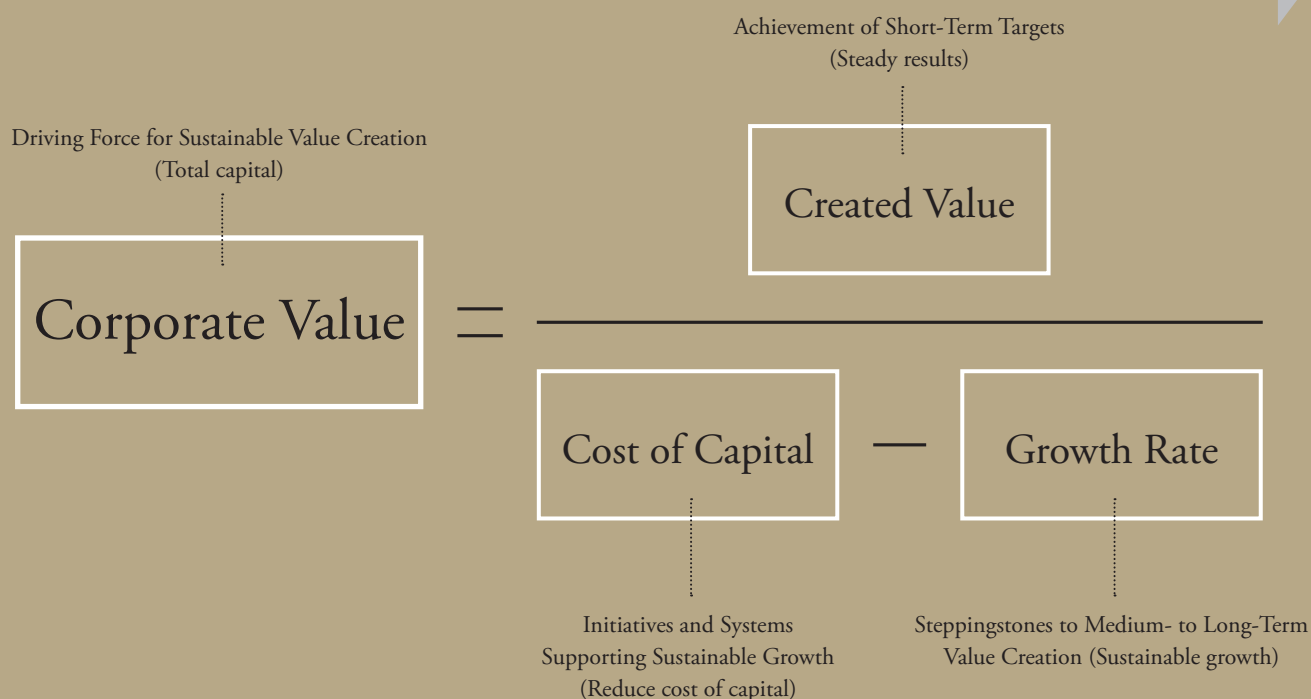 Achievement of Short-Term Targets
(Steady results)
Driving Force for Sustainable Value Creation
(Total capital)
Created Value
Corporate Value
=
Cost of Capital
—
Growth Rate
Initiatives and Systems
Supporting Sustainable Growth
(Reduce cost of capital)
Steppingstones to Medium- to Long-Term
Value Creation (Sustainable growth)